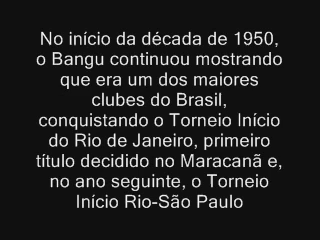 No início da década de 1950,
o Bangu continuou mostrando
que era um dos maiores
clubes do Brasil,
conquistando o Torneio Início
do Rio de Janeiro, primeiro
título decidido no Maracanã e,
no ano seguinte, o Torneio
Início Rio-São Paulo